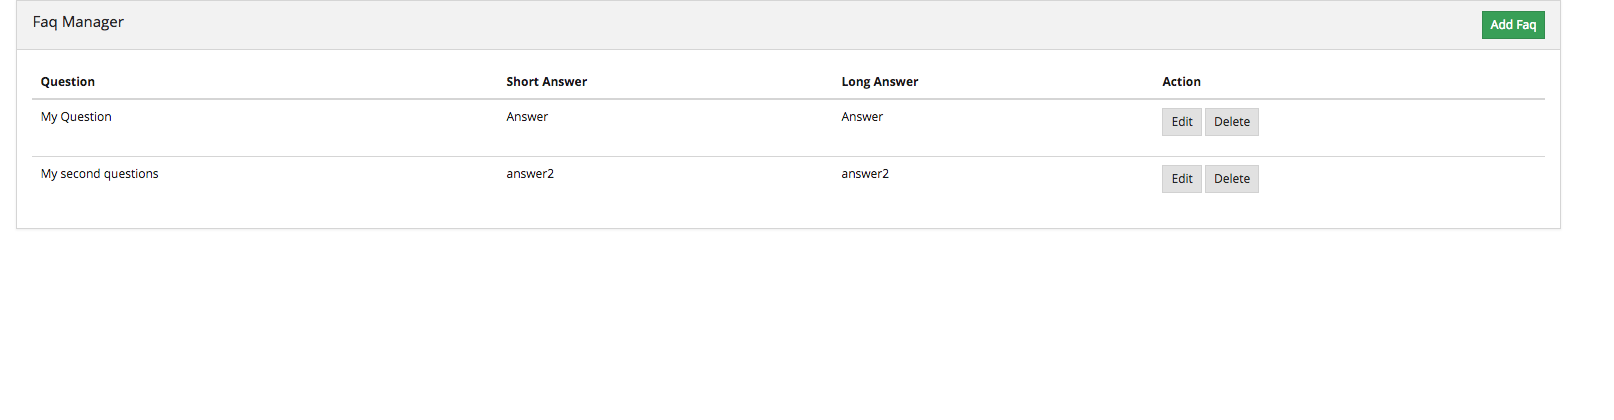 Faq Manager Add Faq
Question Short Answer Long Answer Action
My Question Answer Answer Edit Delete
My second questions answer2 answer2 Edit Delete